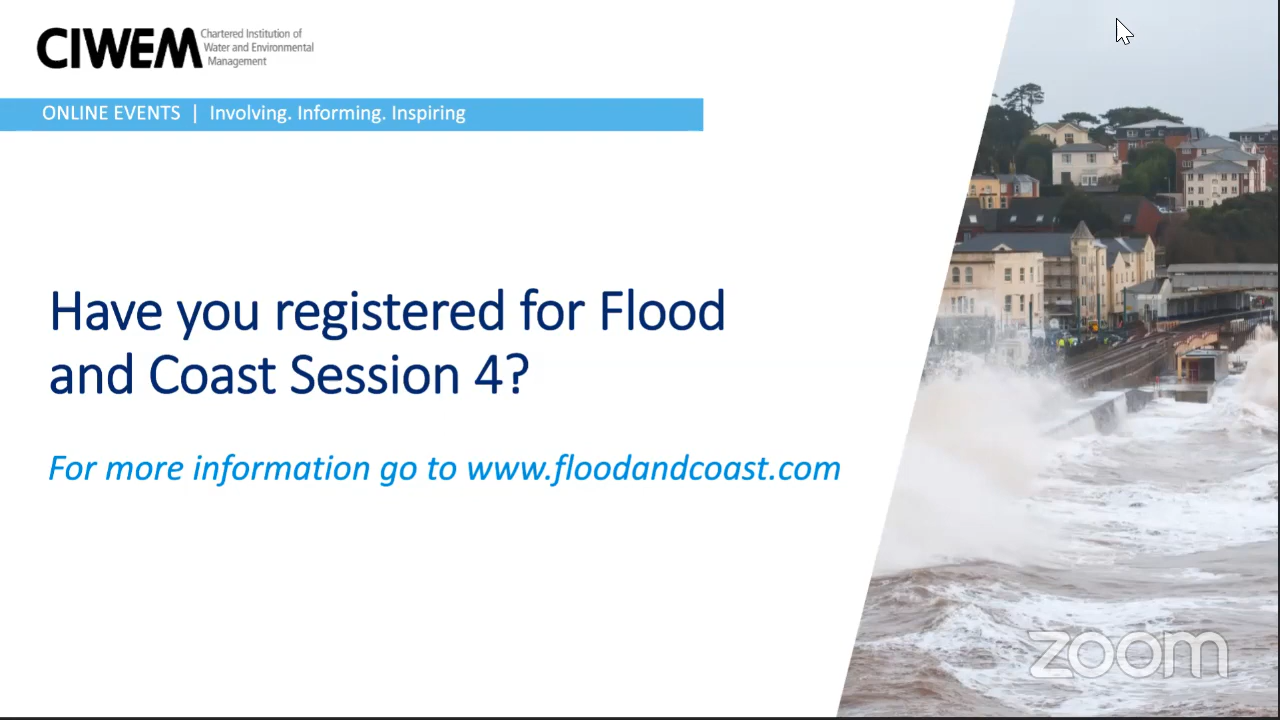 CIWEM
Chartered Institution of
Water and Environmental
Management
ONLINE EVENTS | Involving. Informing. Inspiring
Have you registered for Flood
and Coast Session 4?
For more information go to www.floodandcoast.com
zoom